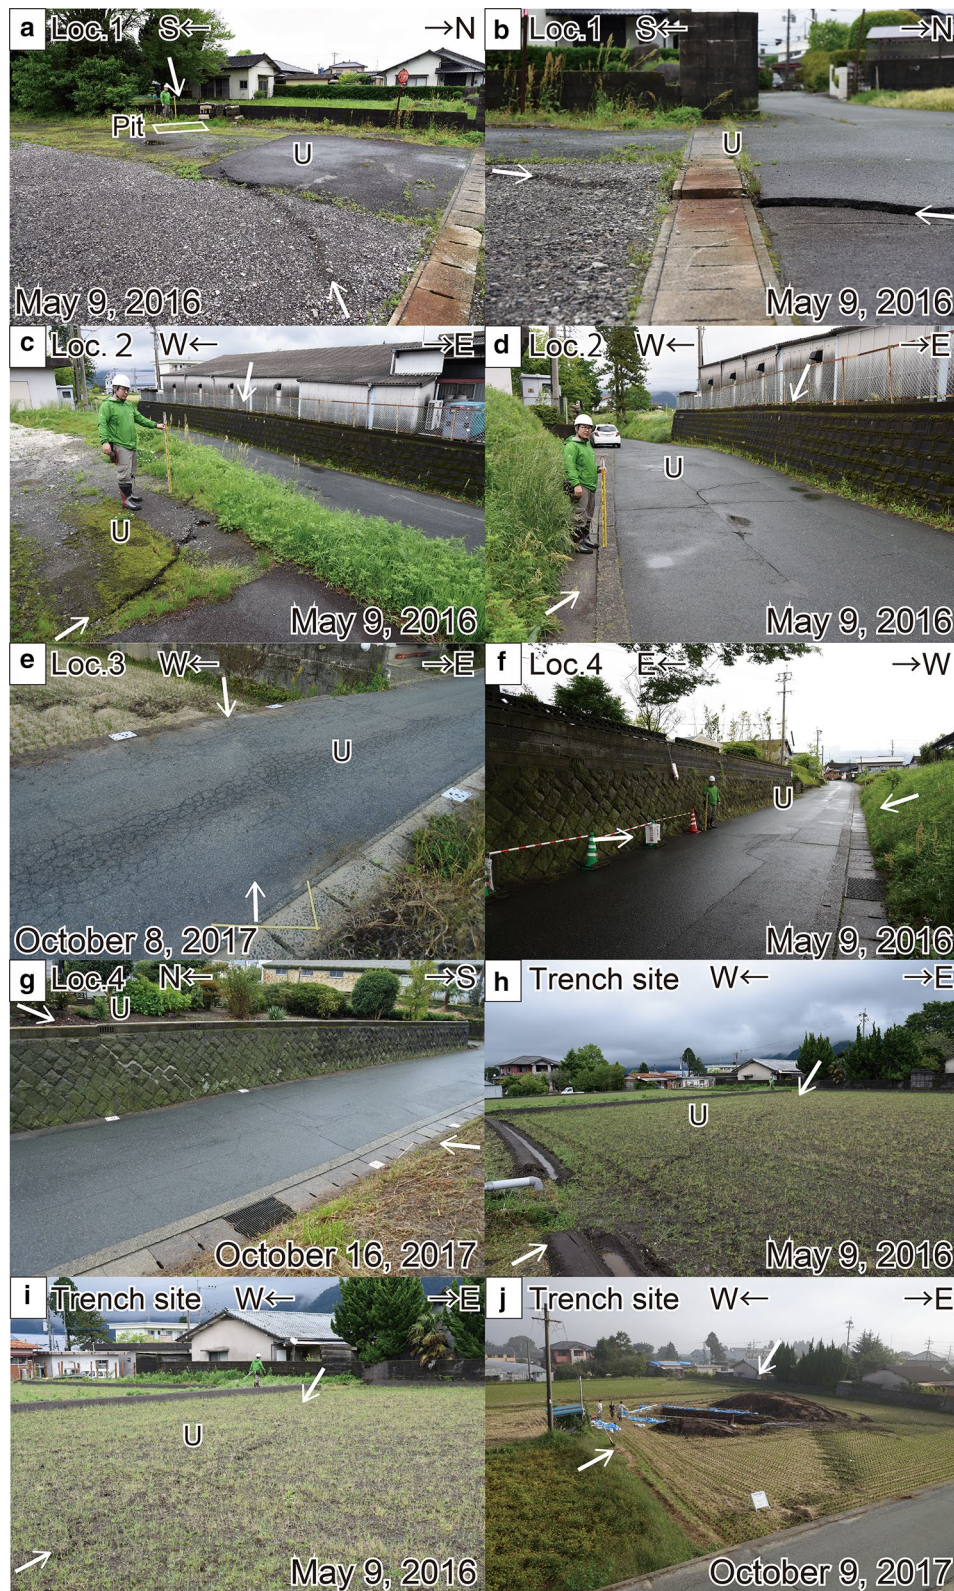 a Loc.1 S← →N
Pit
U
May 9, 2016
b Loc.1 S← →N
U
May 9, 2016
c Loc. 2 W← →E
U
May 9, 2016
d Loc.2 W← →E
U
May 9, 2016
e Loc.3 W← →E
U
October 8, 2017
f Loc.4 E← →W
U
May 9, 2016
g Loc.4 N← →S
U
October 16, 2017
h Trench site W← →E
U
May 9, 2016
i Trench site W← →E
U
May 9, 2016
j Trench site W← →E
October 9, 2017